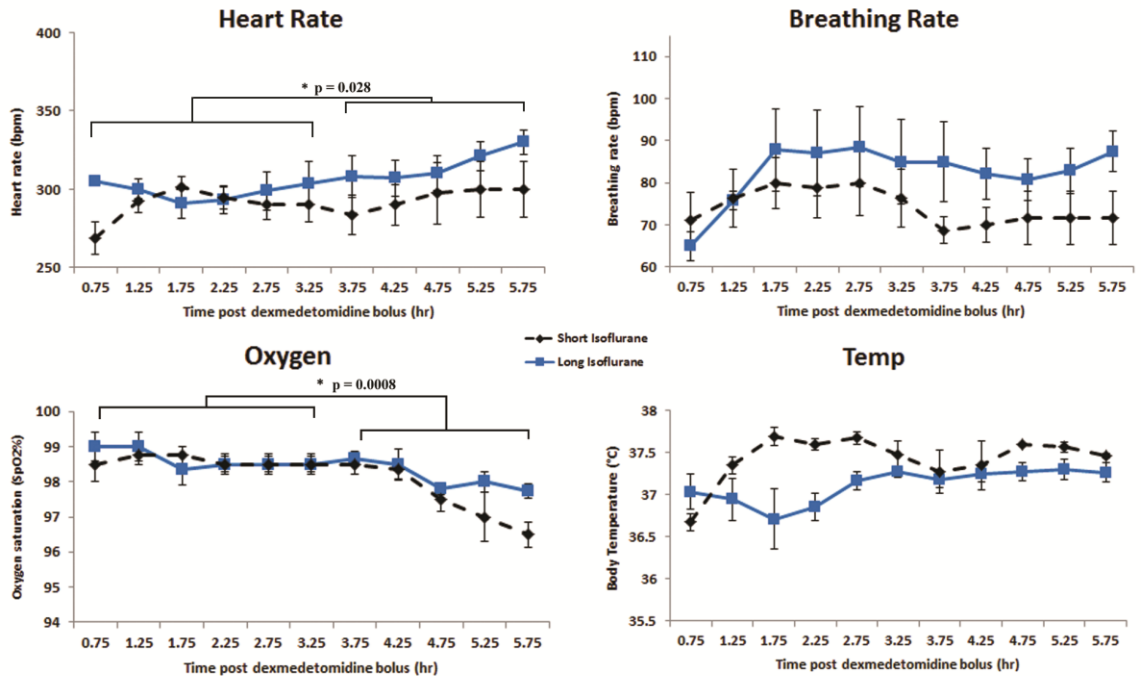 Heart Rate
400
350
300
250
Heart rate (bpm)
* p = 0.028
0.75 1.25 1.75 2.25 2.75 3.25 3.75 4.25 4.75 5.25 5.75
Time post dexmedetomidine bolus (hr)
Breathing Rate
110
100
90
80
70
60
Breathing rate (bpm)
0.75 1.25 1.75 2.25 2.75 3.25 3.75 4.25 4.75 5.25 5.75
Time post dexmedetomidine bolus (hr)
Short Isoflurane
Long Isoflurane
Oxygen
100
99
98
97
96
95
94
Oxygen saturation (SpO2%)
* p = 0.0008
0.75 1.25 1.75 2.25 2.75 3.25 3.75 4.25 4.75 5.25 5.75
Time post dexmedetomidine bolus (hr)
Temp
38
37.5
37
36.5
36
35.5
Body Temperature (°C)
0.75 1.25 1.75 2.25 2.75 3.25 3.75 4.25 4.75 5.25 5.75
Time post dexmedetomidine bolus (hr)